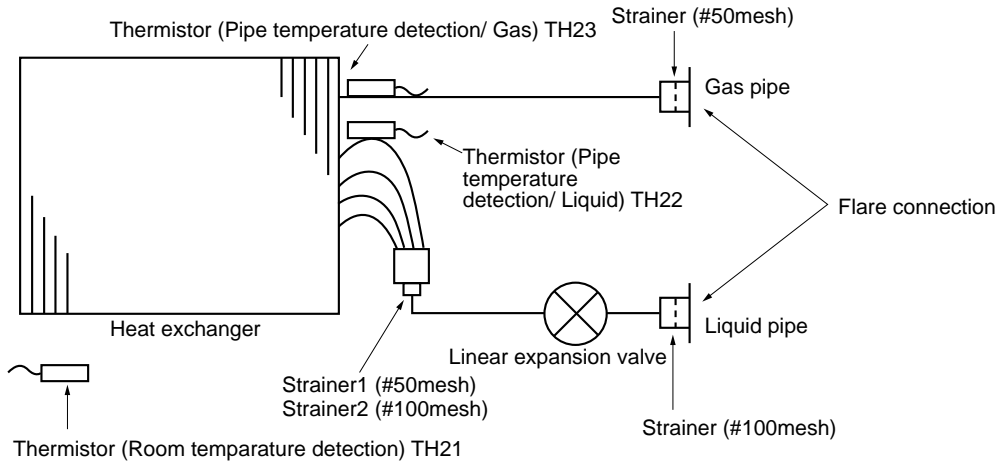 Strainer (#50mesh)
Thermistor (Pipe temperature detection/ Gas) TH23
Gas pipe
Thermistor (Pipe
temperature
detection/ Liquid) TH22
Flare connection
Heat exchanger
Liquid pipe
Linear expansion valve
Strainer1 (#50mesh)
Strainer2 (#100mesh)
Strainer (#100mesh)
Thermistor (Room temparature detection) TH21